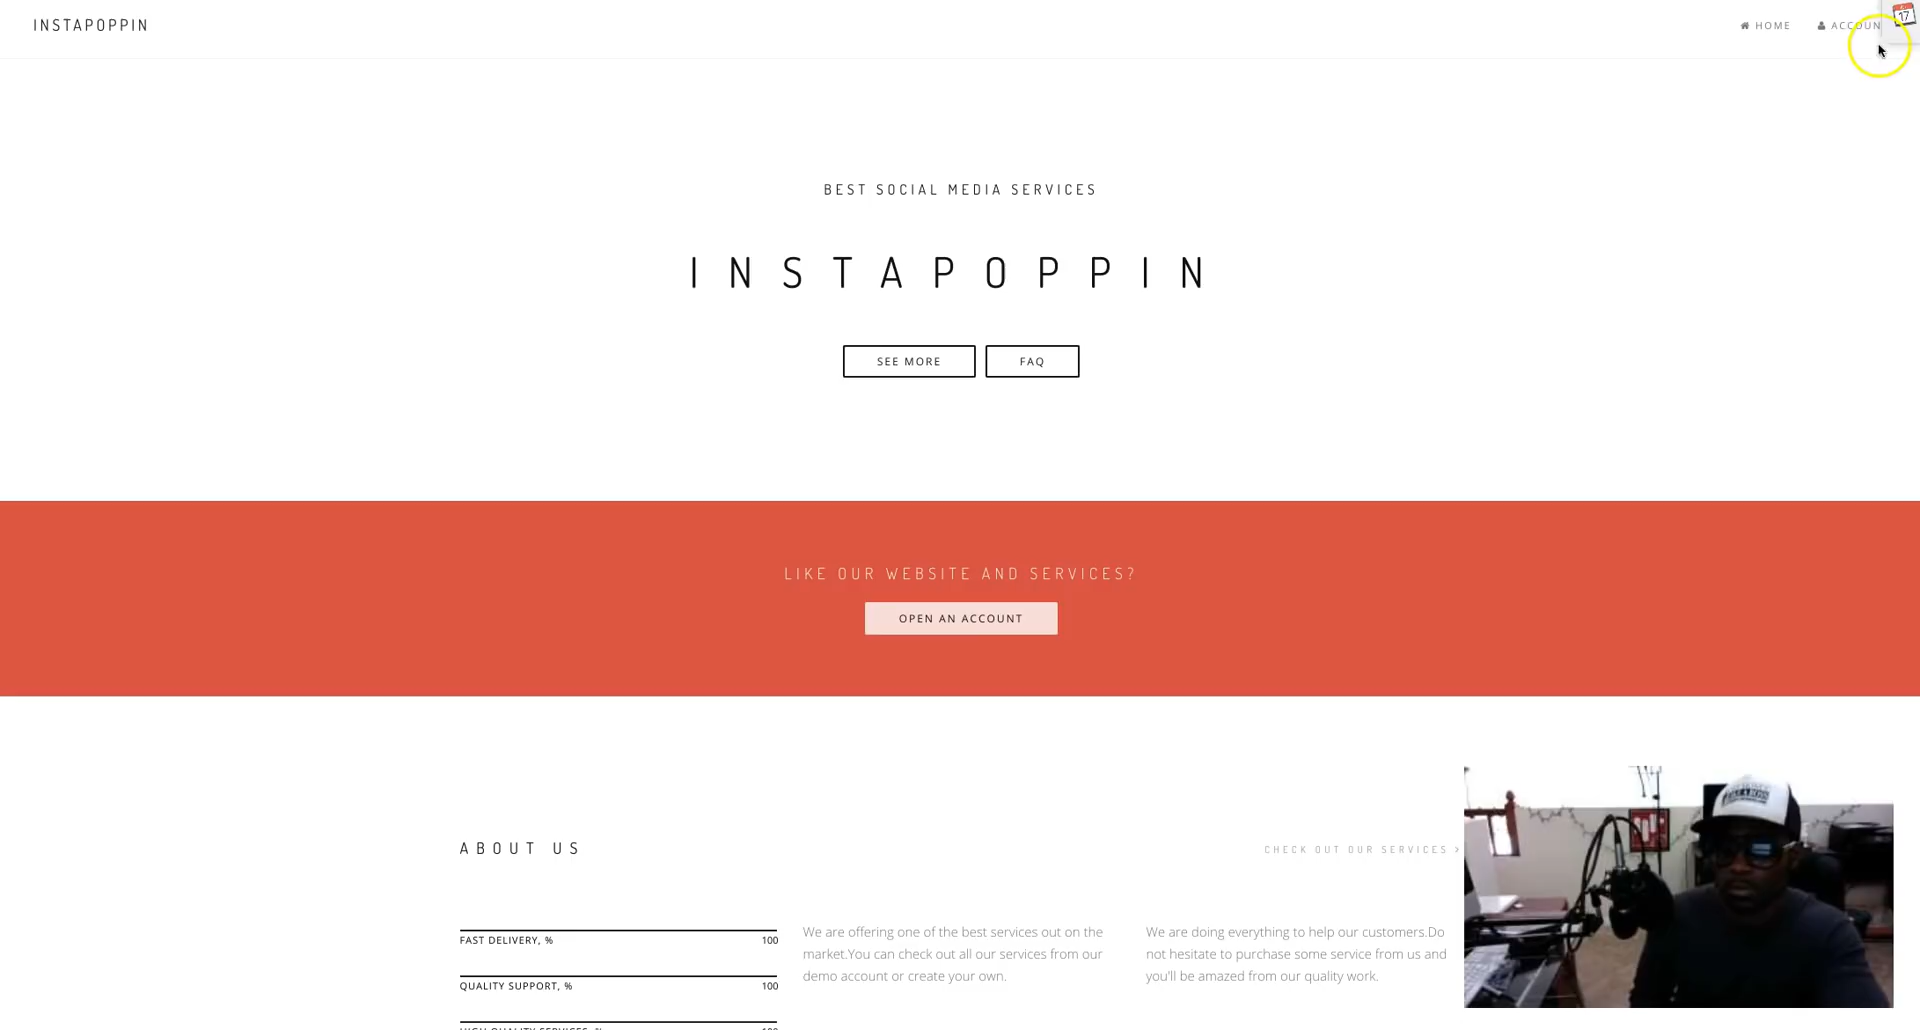 INSTAPOPPIN
HOME
ACCOUN
17
BEST SOCIAL MEDIA SERVICES
INSTAPOPPIN
SEE MORE
FAQ
LIKE OUR WEBSITE AND SERVICES?
OPEN AN ACCOUNT
ABOUT US
CHECK OUT OUR SERVICES >
FAST DELIVERY, % 100
QUALITY SUPPORT, % 100
We are offering one of the best services out on the
market.You can check out all our services from our
demo account or create your own.
We are doing everything to help our customers.Do
not hesitate to purchase some service from us and
you'll be amazed from our quality work.